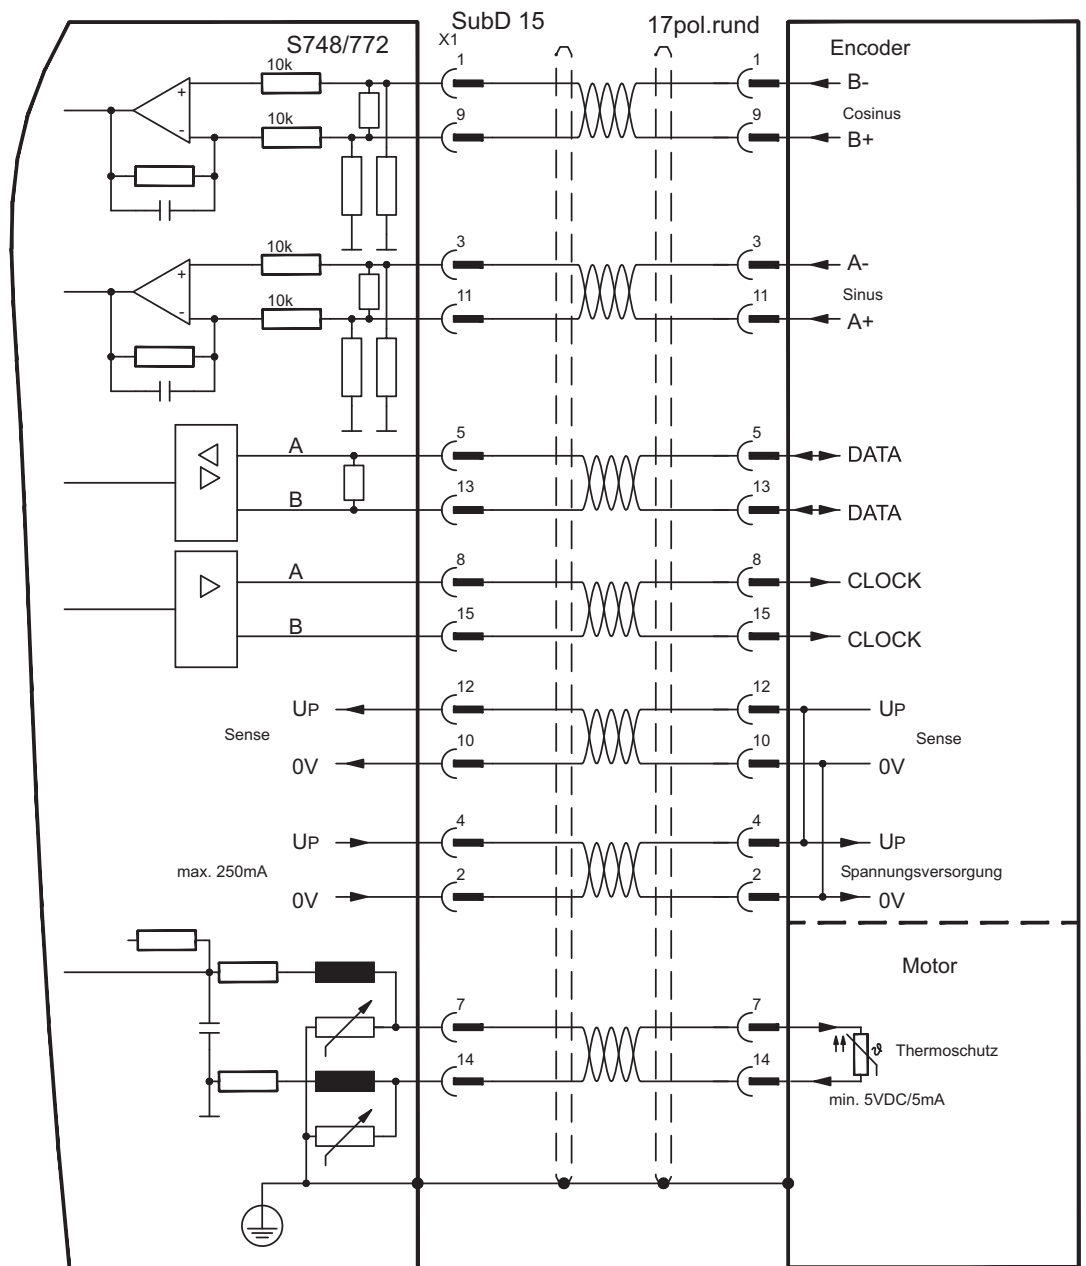 SubD 15
17pol.rund
S748/772
X1
Encoder
10k
1
1
B-
+
Cosinus
10k
9
9
B+
-
3
3
10k
A-
+
Sinus
10k
11
11
A+
-
A
5
5
DATA
B
13
13
DATA
A
8
8
CLOCK
B
15
15
CLOCK
12
12
UP
UP
Sense
Sense
10
10
0V
0V
4
4
UP
UP
max. 250mA
Spannungsversorgung
2
2
0V
0V
Motor
7
7
ϑ
Thermoschutz
14
14
min. 5VDC/5mA